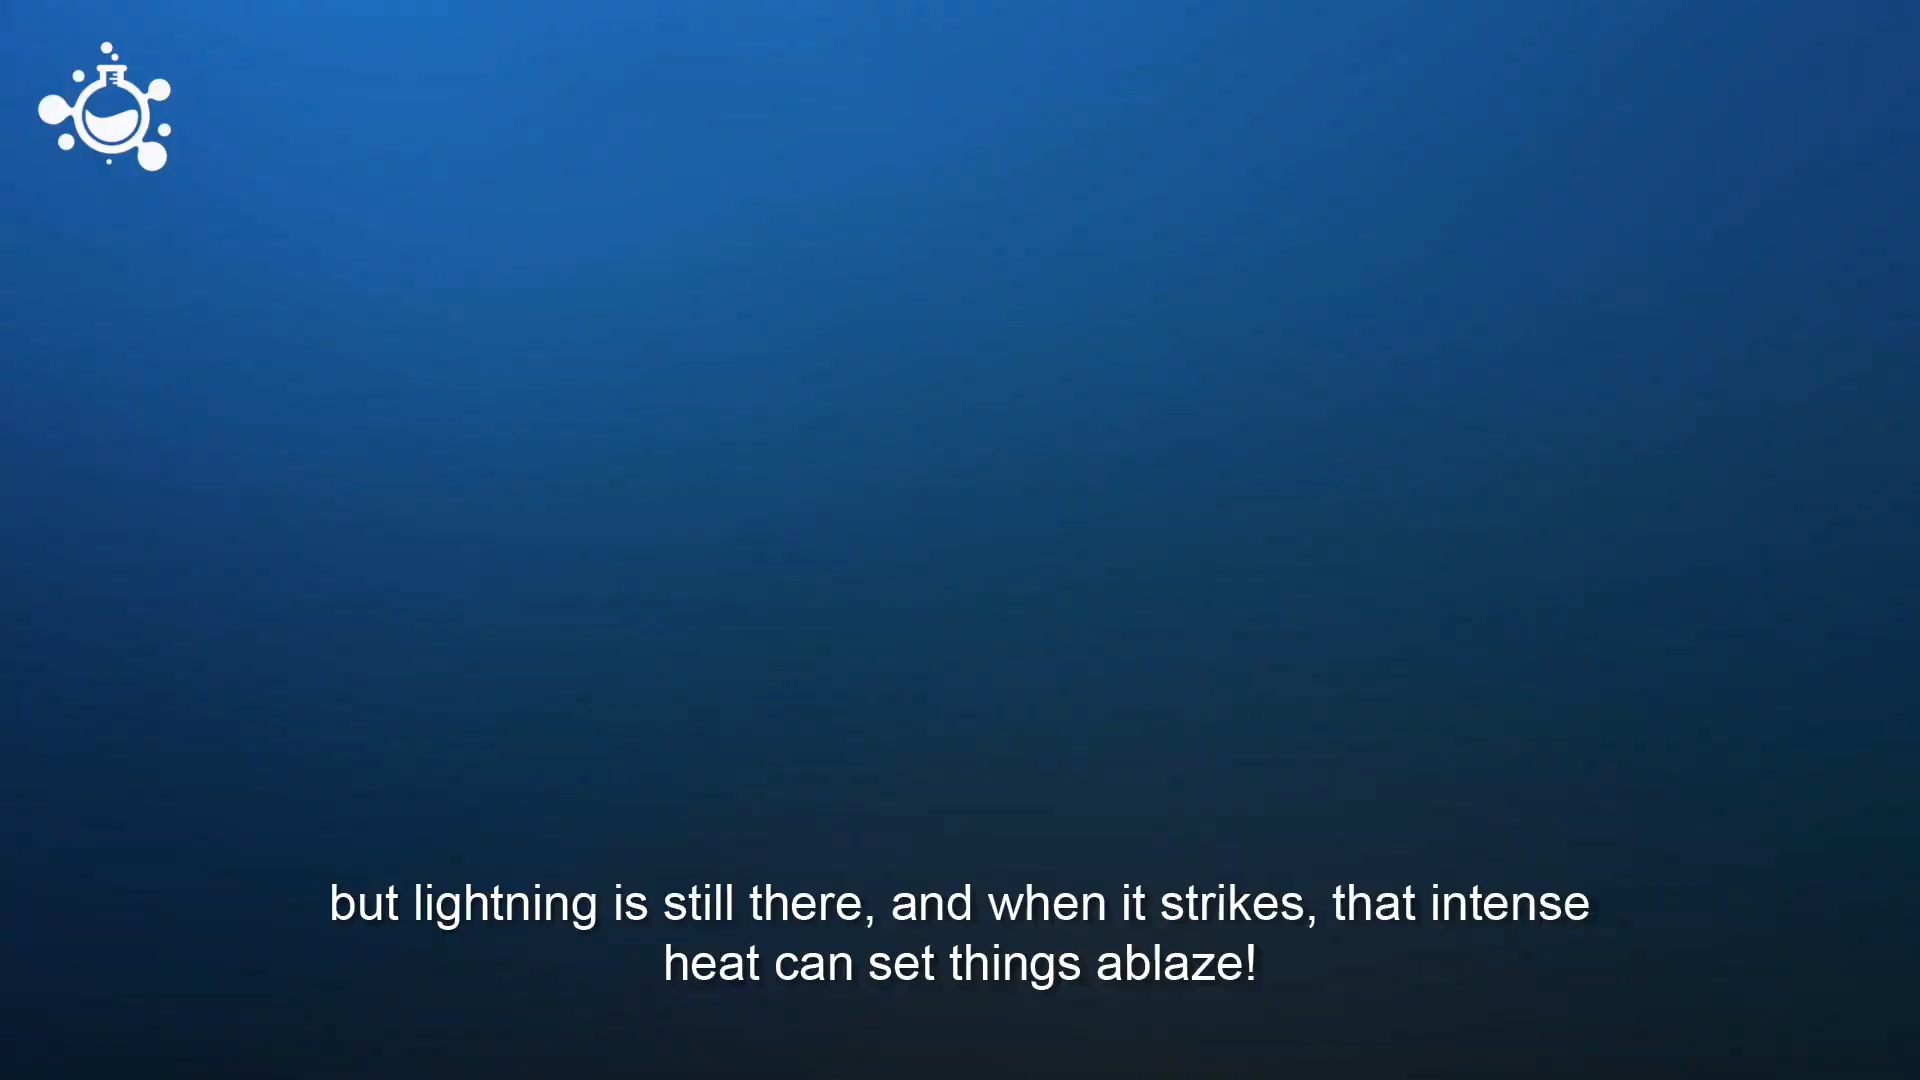 but lightning is still there, and when it strikes, that intense
heat can set things ablaze!